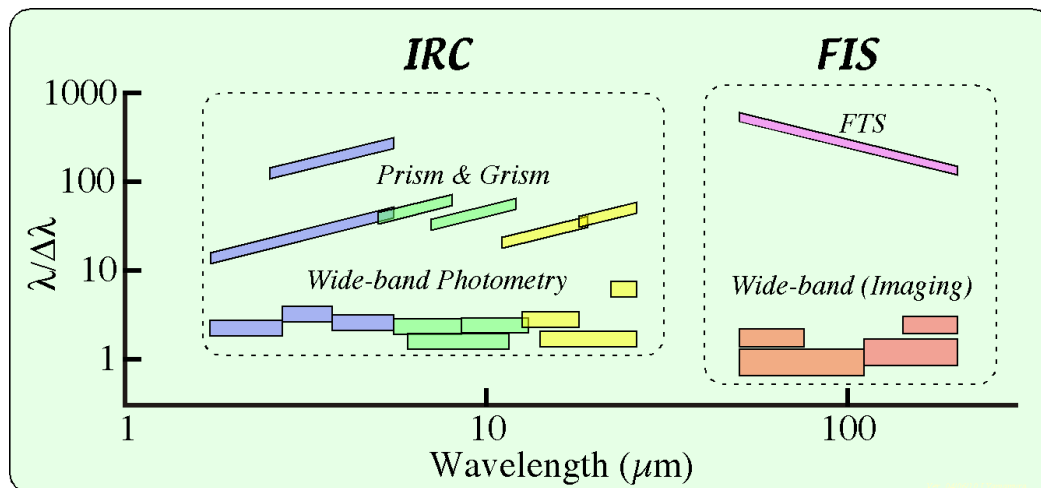 IRC
FIS
1000
100
10
1
λ/Δλ
FTS
Prism & Grism
Wide-band Photometry
Wide-band (Imaging)
1
10
100
Wavelength (μm)